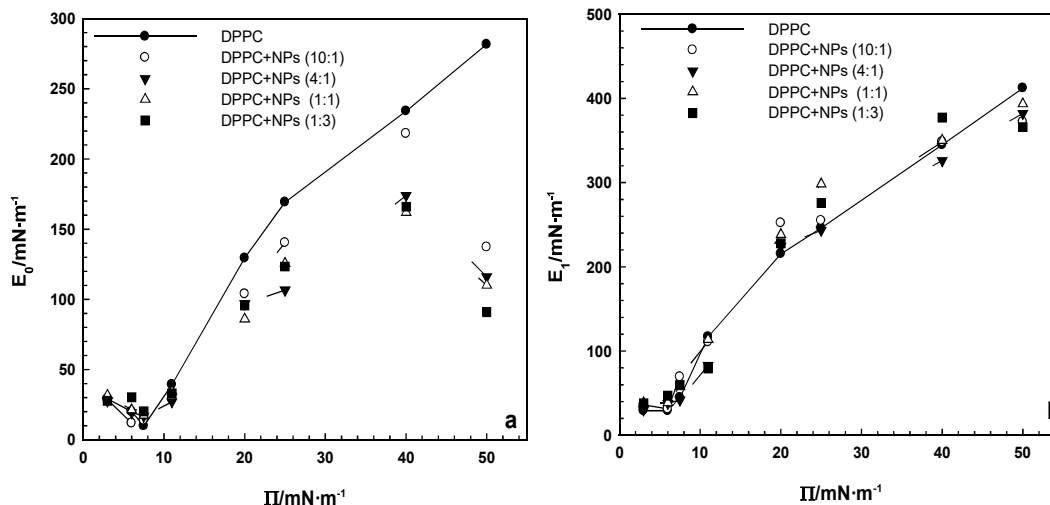 300
250
200
150
100
50
0
E₀/mN·m⁻¹
DPPC
DPPC+NPs (10:1)
DPPC+NPs (4:1)
DPPC+NPs (1:1)
DPPC+NPs (1:3)
a
0 10 20 30 40 50
Π/mN·m⁻¹
500
400
300
200
100
0
E₁/mN·m⁻¹
DPPC
DPPC+NPs (10:1)
DPPC+NPs (4:1)
DPPC+NPs (1:1)
DPPC+NPs (1:3)
0 10 20 30 40 50
Π/mN·m⁻¹